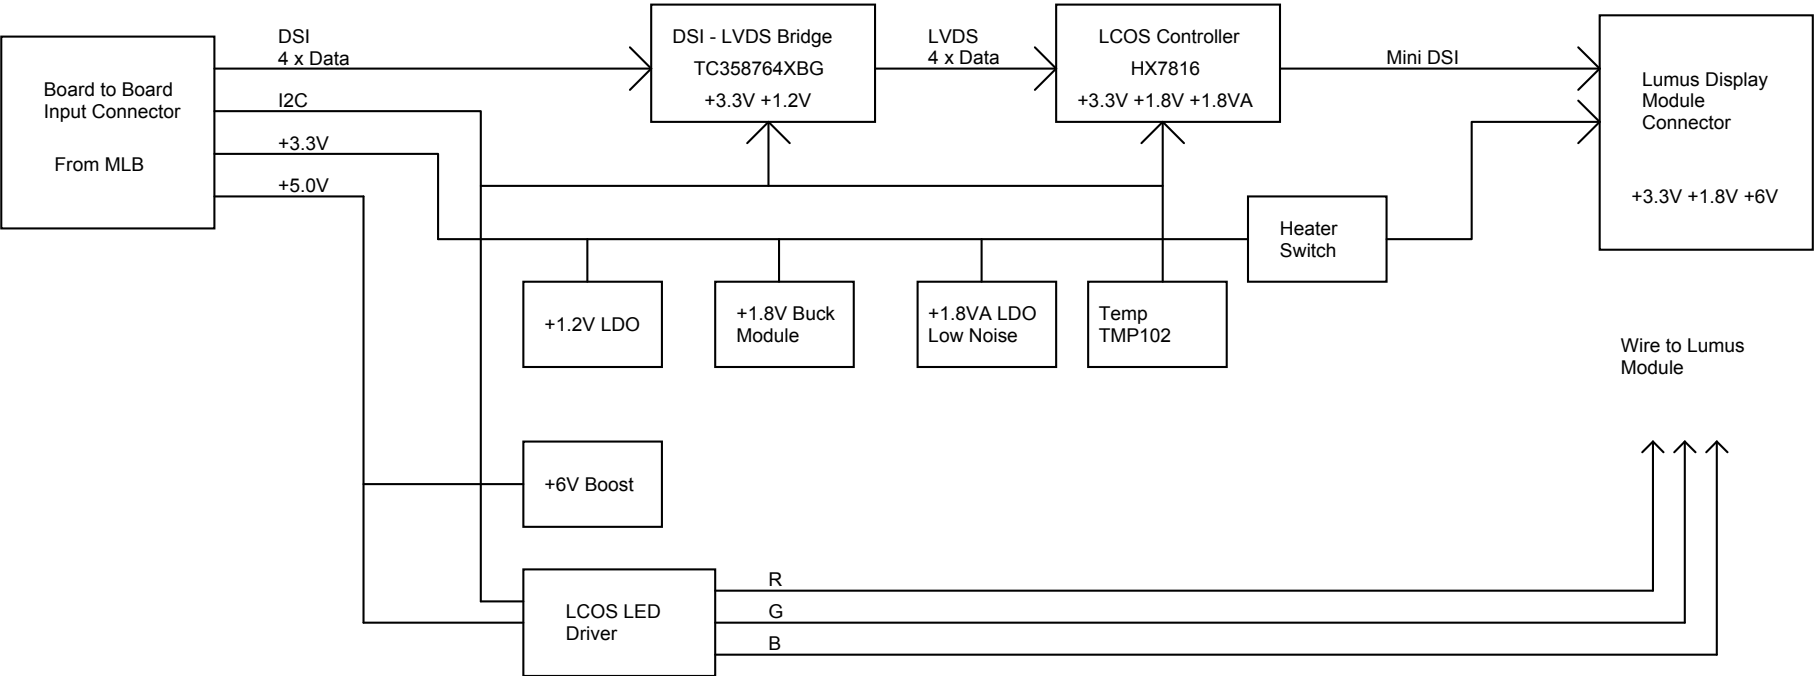 Board to Board
Input Connector
From MLB
DSI
4 x Data
I2C
+3.3V
+5.0V
DSI - LVDS Bridge
TC358764XBG
+3.3V +1.2V
LVDS
4 x Data
LCOS Controller
HX7816
+3.3V +1.8V +1.8VA
Mini DSI
Lumus Display
Module
Connector
+3.3V +1.8V +6V
Heater
Switch
+1.2V LDO
+1.8V Buck
Module
+1.8VA LDO
Low Noise
Temp
TMP102
Wire to Lumus
Module
+6V Boost
LCOS LED
Driver
R
G
B